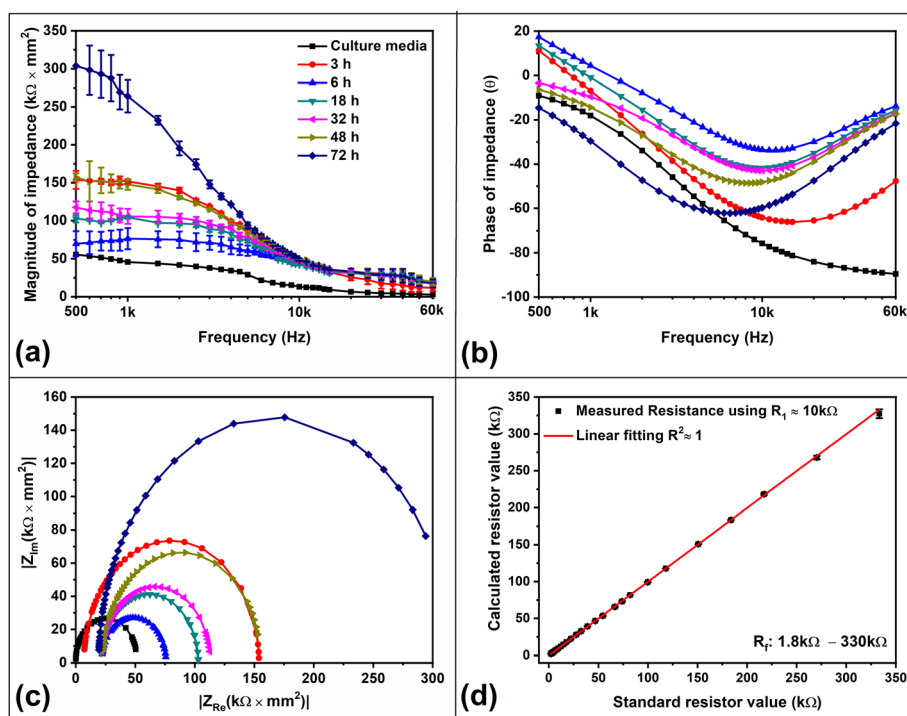 Magnitude of impedance (kΩ × mm²)
400
350
300
250
200
150
100
50
0
Culture media
3 h
6 h
18 h
32 h
48 h
72 h
500
1k
10k
60k
Frequency (Hz)
(a)
Phase of impedance (θ)
20
0
-20
-40
-60
-80
-100
500
1k
10k
60k
Frequency (Hz)
(b)
|Z_Im(kΩ × mm²)|
160
140
120
100
80
60
40
20
0
0 50 100 150 200 250 300
|Z_Re(kΩ × mm²)|
(c)
Calculated resistor value (kΩ)
350
300
250
200
150
100
50
0
Measured Resistance using R₁ ≈ 10kΩ
Linear fitting R² ≈ 1
R_f: 1.8kΩ – 330kΩ
0 50 100 150 200 250 300 350
Standard resistor value (kΩ)
(d)